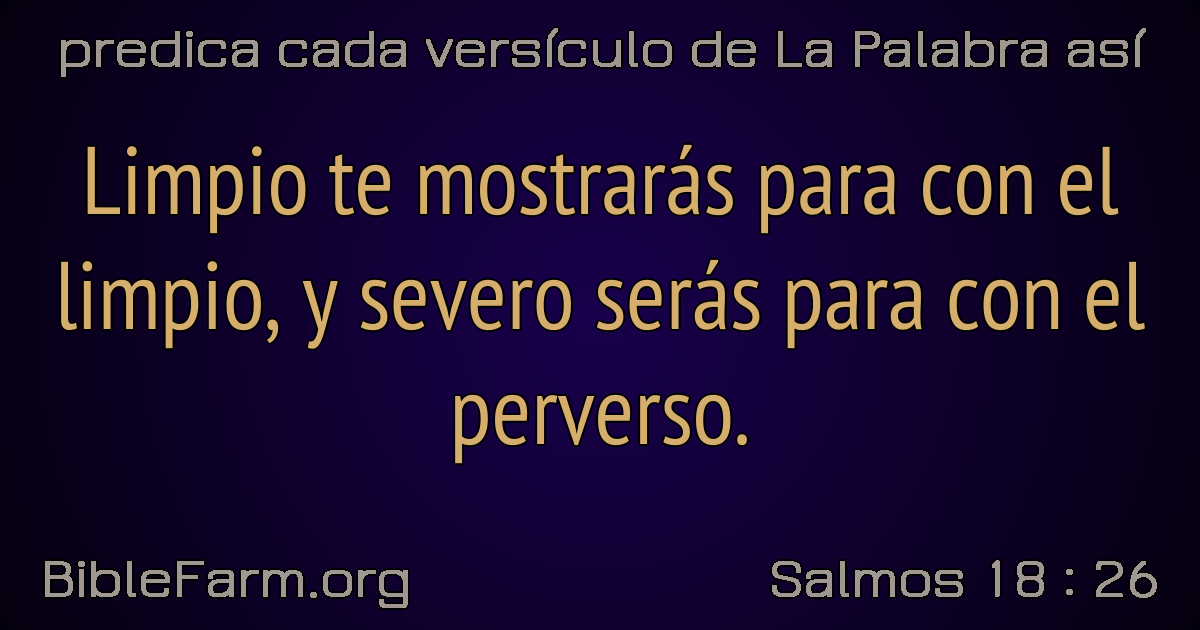 predica cada versículo de La Palabra así
Limpio te mostrarás para con el
limpio, y severo serás para con el
perverso.
BibleFarm.org
Salmos 18 : 26